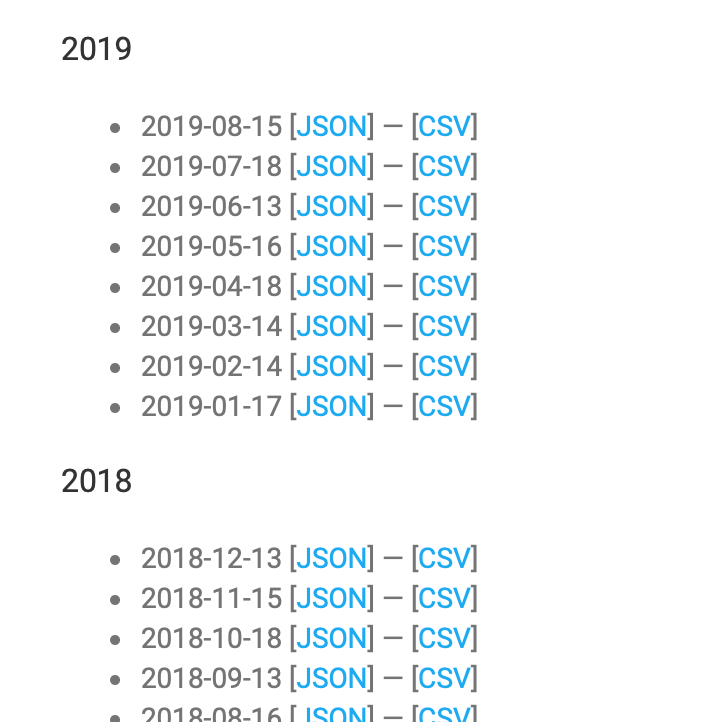 2019
2019-08-15 [JSON] — [CSV]
2019-07-18 [JSON] — [CSV]
2019-06-13 [JSON] — [CSV]
2019-05-16 [JSON] — [CSV]
2019-04-18 [JSON] — [CSV]
2019-03-14 [JSON] — [CSV]
2019-02-14 [JSON] — [CSV]
2019-01-17 [JSON] — [CSV]
2018
2018-12-13 [JSON] — [CSV]
2018-11-15 [JSON] — [CSV]
2018-10-18 [JSON] — [CSV]
2018-09-13 [JSON] — [CSV]
2018-08-16 [JSON] — [CSV]